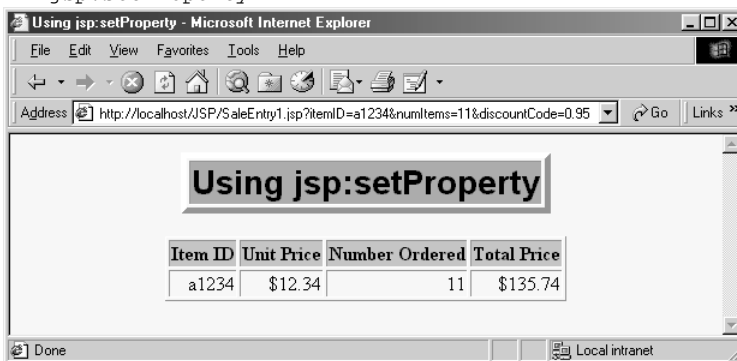 Using jsp:setProperty - Microsoft Internet Explorer
File Edit View Favorites Tools Help
Address http://localhost/JSP/SaleEntry1.jsp?itemID=a1234&numItems=11&discountCode=0.95 Go Links »
Using jsp:setProperty
Item ID Unit Price Number Ordered Total Price
a1234 $12.34 11 $135.74
Done Local intranet